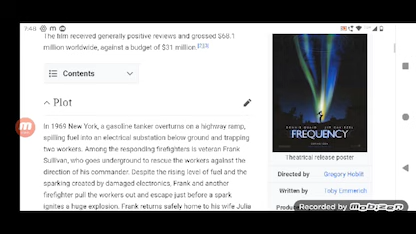 7:48
The film received generally positive reviews and grossed $68.1
million worldwide, against a budget of $31 million.
Contents
Plot
In 1969 New York, a gasoline tanker overturns on a highway ramp,
spilling fuel into an electrical substation below ground and trapping
two workers. Among the responding firefighters is veteran Frank
Sullivan, who goes underground to rescue the workers against the
direction of his commander. Despite the rising level of fuel and the
sparking created by damaged electronics, Frank and another
firefighter pull the workers out and escape just before a spark
ignites a huge explosion. Frank returns safely home to his wife Julia
FREQUENCY
Theatrical release poster
Directed by Gregory Hoblit
Written by Toby Emmerich
Recorded by mobizen